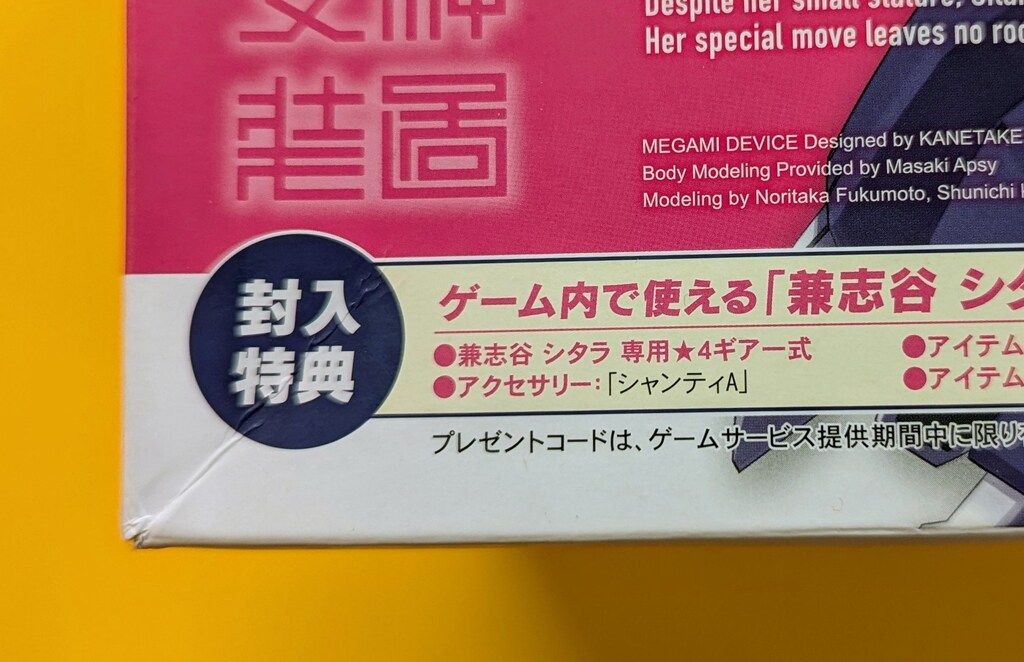 Despite her small stature,
Her special move leaves no
装圖
MEGAMI DEVICE Designed by KANETAKE
Body Modeling Provided by Masaki Apsy
Modeling by Noritaka Fukumoto, Shunichi
封入
特典
ゲーム内で使える「兼志谷 シタ
●兼志谷 シタラ 専用★4ギアー式
●アイテム
●アクセサリー:「シャンティA」
●アイテム
プレゼントコードは、ゲームサービス提供期間中に限り